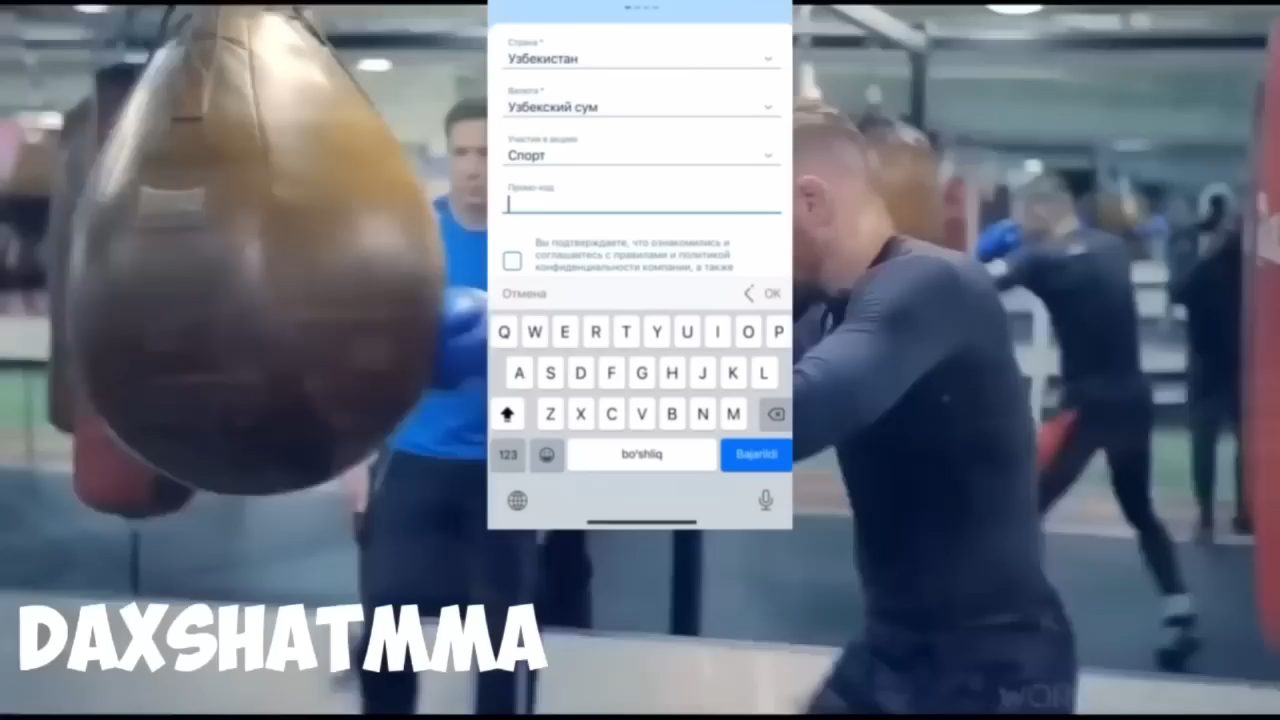 Страна *
Узбекистан
Валюта *
Узбекский сум
Участие в акциях
Спорт
Промо-код
Вы подтверждаете, что ознакомились и
соглашаетесь с правилами и политикой
конфиденциальности компании, а также
Отмена
OK
Q W E R T Y U I O P
A S D F G H J K L
Z X C V B N M
123
bo'shliq
Bajarildi
DAXSHATMMA